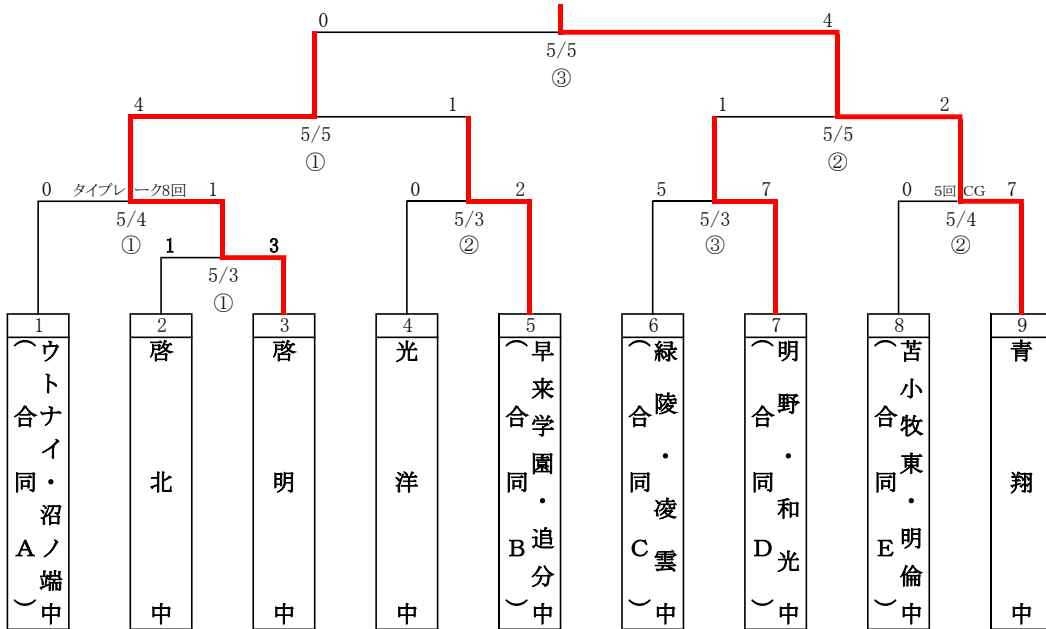 0 4
5/5
③
4 1 1 2
5/5 5/5
① ②
0 タイブレーク8回 1 0 2 5 7 0 5回CG 7
5/4 5/3 5/3 5/4
① ② ③ ②
1 3
5/3
①
1 2 3 4 5 6 7 8 9
ウトナイ・沼ノ端中
（合同A）
啓北中
啓明中
光洋中
早来学園・追分中
（合同B）
緑陵・凌雲中
（合同C）
明野・和光中
（合同D）
苫小牧東・明倫中
（合同E）
青翔中